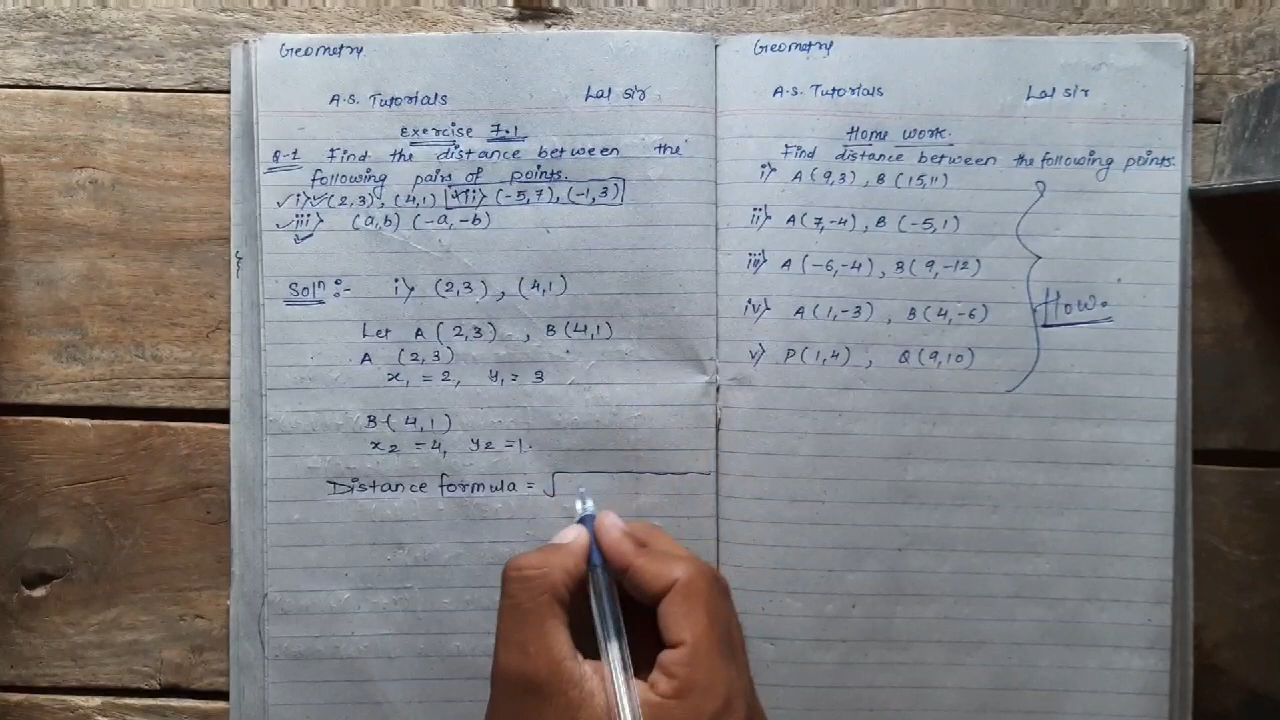 Geometry
A.S. Tutorials Lal sir
Exercise 7.1
Q-1 Find the distance between the
following pairs of points.
i) (2,3), (4,1) ii) (-5,7), (-1,3)
iii) (a,b) (-a,-b)
Soln:- i) (2,3), (4,1)
Let A(2,3), B(4,1)
A (2,3)
x₁ = 2, y₁ = 3
B(4,1)
x₂ = 4, y₂ = 1.
Distance formula = √
Geometry
A.S. Tutorials Lal sir
Home work.
Find distance between the following points.
i) A(9,3), B(15,11)
ii) A(7,-4), B(-5,1)
iii) A(-6,-4), B(9,-12)
iv) A(1,-3), B(4,-6)
v) P(1,4), Q(9,10)
H.ow.